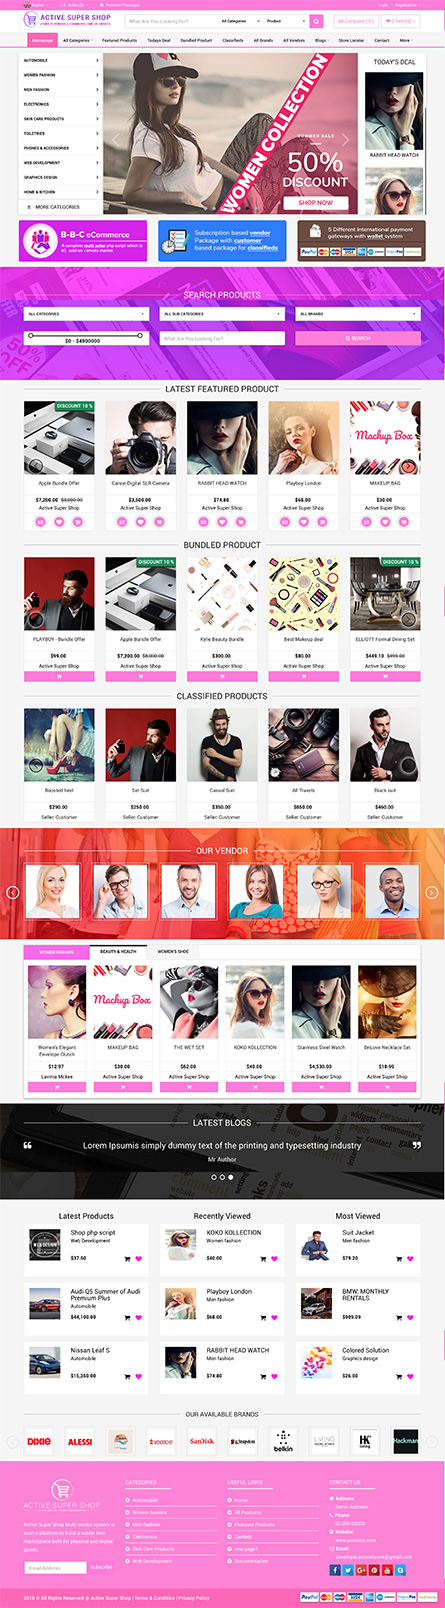 English U.S. Dollar ($) Premium Packages Login Registration
ACTIVE SUPER SHOP
What Are You Looking For? All Categories Product
Compare ( 0 ) 0 Item(s)
Homepage All Categories Featured Products Todays Deal Bundled Product Classifieds All Brands All Vendors Blogs Store Locater Contact More
AUTOMOBILE
WOMEN FASHION
MEN FASHION
ELECTRONICS
SKIN CARE PRODUCTS
TOILETRIES
PHONES & ACCESSORIES
WEB DEVELOPMENT
GRAPHICS DESIGN
HOME & KITCHEN
MORE CATEGORIES
WOMEN COLLECTION
SUMMER SALE
50%
DISCOUNT
SHOP NOW
TODAY'S DEAL
RABBIT HEAD WATCH
B-B-C eCommerce
A complete multi seller php script which is
#1 sold on envato market
Subscription based vendor
Package with customer
based package for classifieds
5 Different International payment
gateways with wallet system
SEARCH PRODUCTS
ALL CATEGORIES ALL SUB CATEGORIES ALL BRANDS
$0 - $4800000 What Are You Looking For? SEARCH
LATEST FEATURED PRODUCT
DISCOUNT 10 %
Mackup Box
Apple Bundle Offer Canon Digital SLR Camera RABBIT HEAD WATCH Playboy London MAKEUP BAG
$7,200.00 $8,000.00 $3,500.00 $74.80 $68.00 $30.00
Active Super Shop Active Super Shop Active Super Shop Active Super Shop Active Super Shop
BUNDLED PRODUCT
DISCOUNT 10 % DISCOUNT 10 %
PLAYBOY - Bundle Offer Apple Bundle Offer Kylie Beauty Bundle Best Makeup deal ELLIOTT Formal Dining Set
$99.00 $7,200.00 $8,000.00 $300.00 $80.00 $449.10 $499.00
Active Super Shop Active Super Shop Active Super Shop Active Super Shop Active Super Shop
CLASSIFIED PRODUCTS
Boosted heel Set Suit Casual Suit All Travels Black suit
$290.00 $250.00 $350.00 $850.00 $460.00
Seller: Customer Seller: Customer Seller: Customer Seller: Customer Seller: Customer
OUR VENDOR
WOMEN FASHION BEAUTY & HEALTH WOMEN'S SHOE
Mackup Box
Women's Elegant Envelope Clutch MAKEUP BAG THE WET SET KOKO KOLLECTION Stainless Steel Watch BnLove Necklace Set
$12.97 $30.00 $62.00 $40.00 $4,530.00 $18.99
Lavinia Mckee Active Super Shop Active Super Shop Active Super Shop Active Super Shop Active Super Shop
LATEST BLOGS
Lorem Ipsumis simply dummy text of the printing and typesetting industry
Mr Author
Latest Products Recently Viewed Most Viewed
Shop php script KOKO KOLLECTION Suit Jacket
Web Development Women fashion Men fashion
$37.50 $40.00 $79.20
Audi Q5 Summer of Audi Premium Plus Playboy London BMW: MONTHLY RENTALS
Automobile Men fashion
$44,100.00 $68.00 $909.09
Nissan Leaf S RABBIT HEAD WATCH Colored Solution
Automobile Men fashion Graphics design
$15,350.00 $74.80 $26.00
OUR AVAILABLE BRANDS
DIXIE ALESSI SanDisk Kingston belkin LIVING HK living Hackman
ACTIVE SUPER SHOP
Active Super Shop Multi vendor system is
such a platform to build a border less
marketplace both for physical and digital
goods.
Email Address Subscribe
CATEGORIES
Automobile
Women fashion
Men fashion
Electronics
Skin Care Products
Web Development
USEFUL LINKS
Home
All Products
Featured Products
Contact
new page1
Documentation
CONTACT US
Address:
Demo Address
Phone:
00-000-00000
Website:
www.yoursite.com
Email:
developer.activeitzone@gmail.com
2018 © All Rights Reserved @ Active Super Shop | Terms & Condition | Privacy Policy